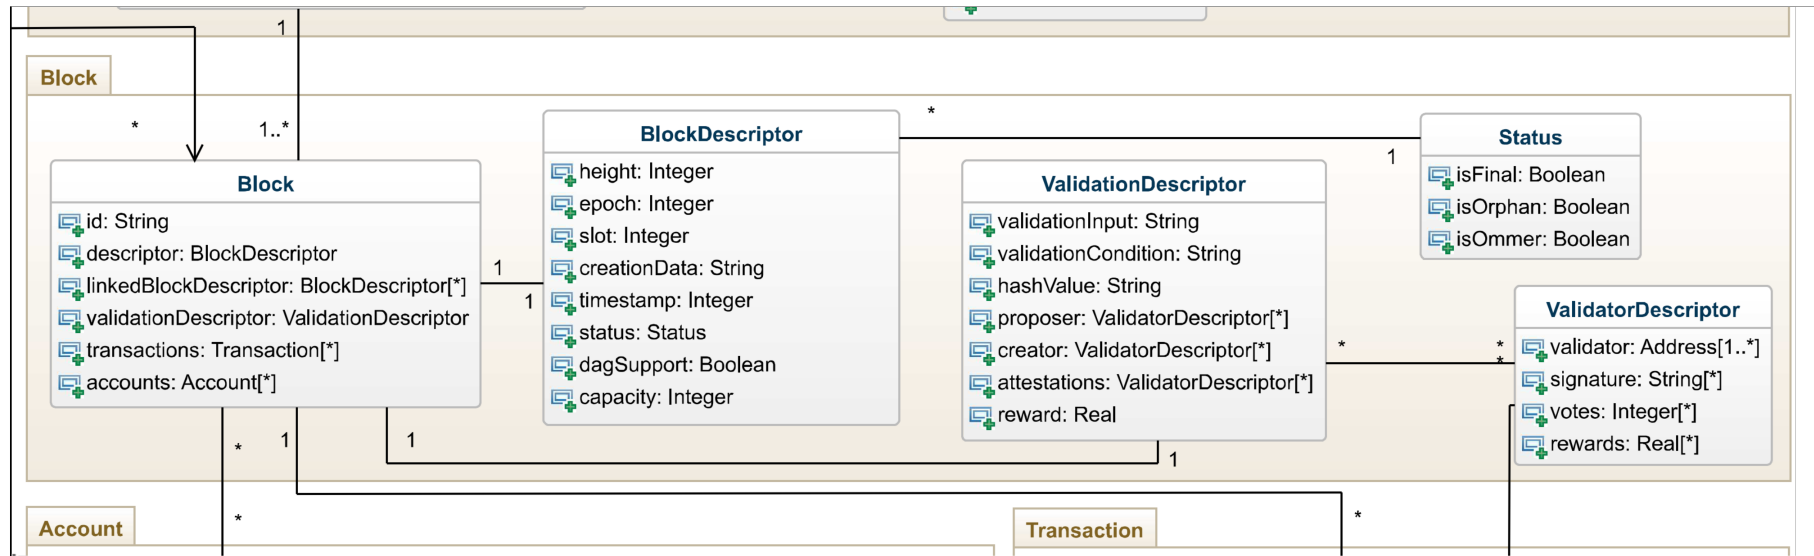 1
Block
*
1..*
Block
id: String
descriptor: BlockDescriptor
linkedBlockDescriptor: BlockDescriptor[*]
validationDescriptor: ValidationDescriptor
transactions: Transaction[*]
accounts: Account[*]
1
1
BlockDescriptor
height: Integer
epoch: Integer
slot: Integer
creationData: String
timestamp: Integer
status: Status
dagSupport: Boolean
capacity: Integer
*
1
ValidationDescriptor
validationInput: String
validationCondition: String
hashValue: String
proposer: ValidatorDescriptor[*]
creator: ValidatorDescriptor[*]
attestations: ValidatorDescriptor[*]
reward: Real
Status
isFinal: Boolean
isOrphan: Boolean
isOmmer: Boolean
*
*
*
ValidatorDescriptor
validator: Address[1..*]
signature: String[*]
votes: Integer[*]
rewards: Real[*]
*
1
1
1
*
*
Account
Transaction